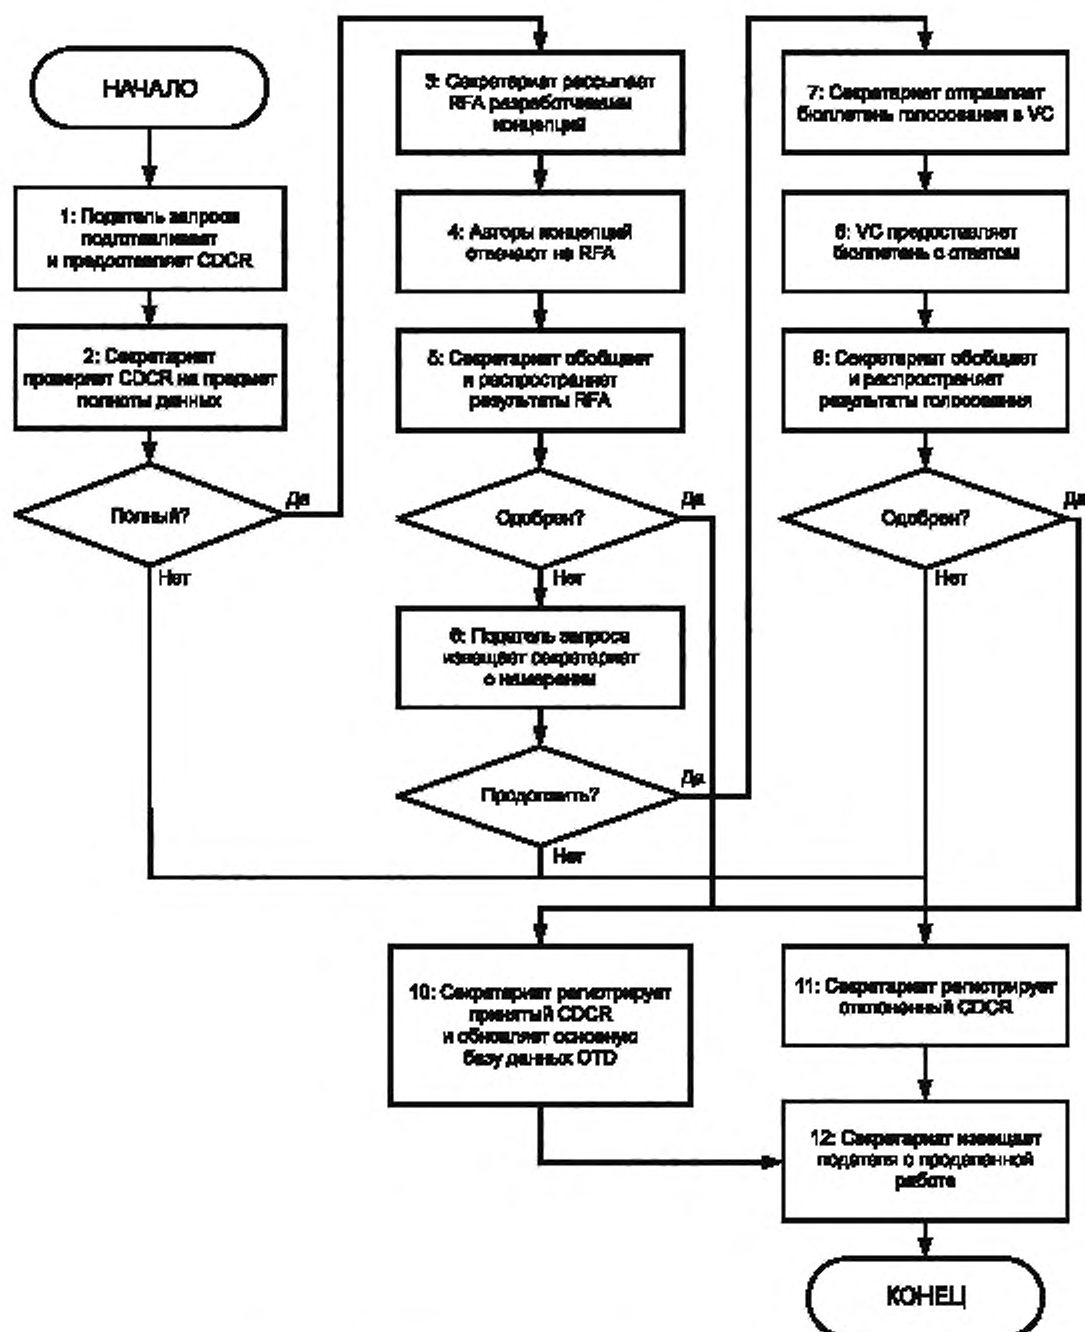 НАЧАЛО
1: Податель запроса
подготавливает
и предоставляет CDCR
2: Секретариат
проверяет CDCR на предмет
полноты данных
Полный?
Да
Нет
3: Секретариат рассылает
RFA разработчикам
концепций
4: Авторы концепций
отвечают на RFA
5: Секретариат обобщает
и распространяет
результаты RFA
Одобрен?
Да
Нет
6: Податель запроса
извещает секретариат
о намерении
Продолжить?
Да
Нет
7: Секретариат отправляет
бюллетень голосования в VC
8: VC предоставляет
бюллетень с ответом
9: Секретариат обобщает
и распространяет
результаты голосования
Одобрен?
Да
Нет
10: Секретариат регистрирует
принятый CDCR
и обновляет основную
базу данных OTD
11: Секретариат регистрирует
отклоненный CDCR
12: Секретариат извещает
подателя о проделанной
работе
КОНЕЦ